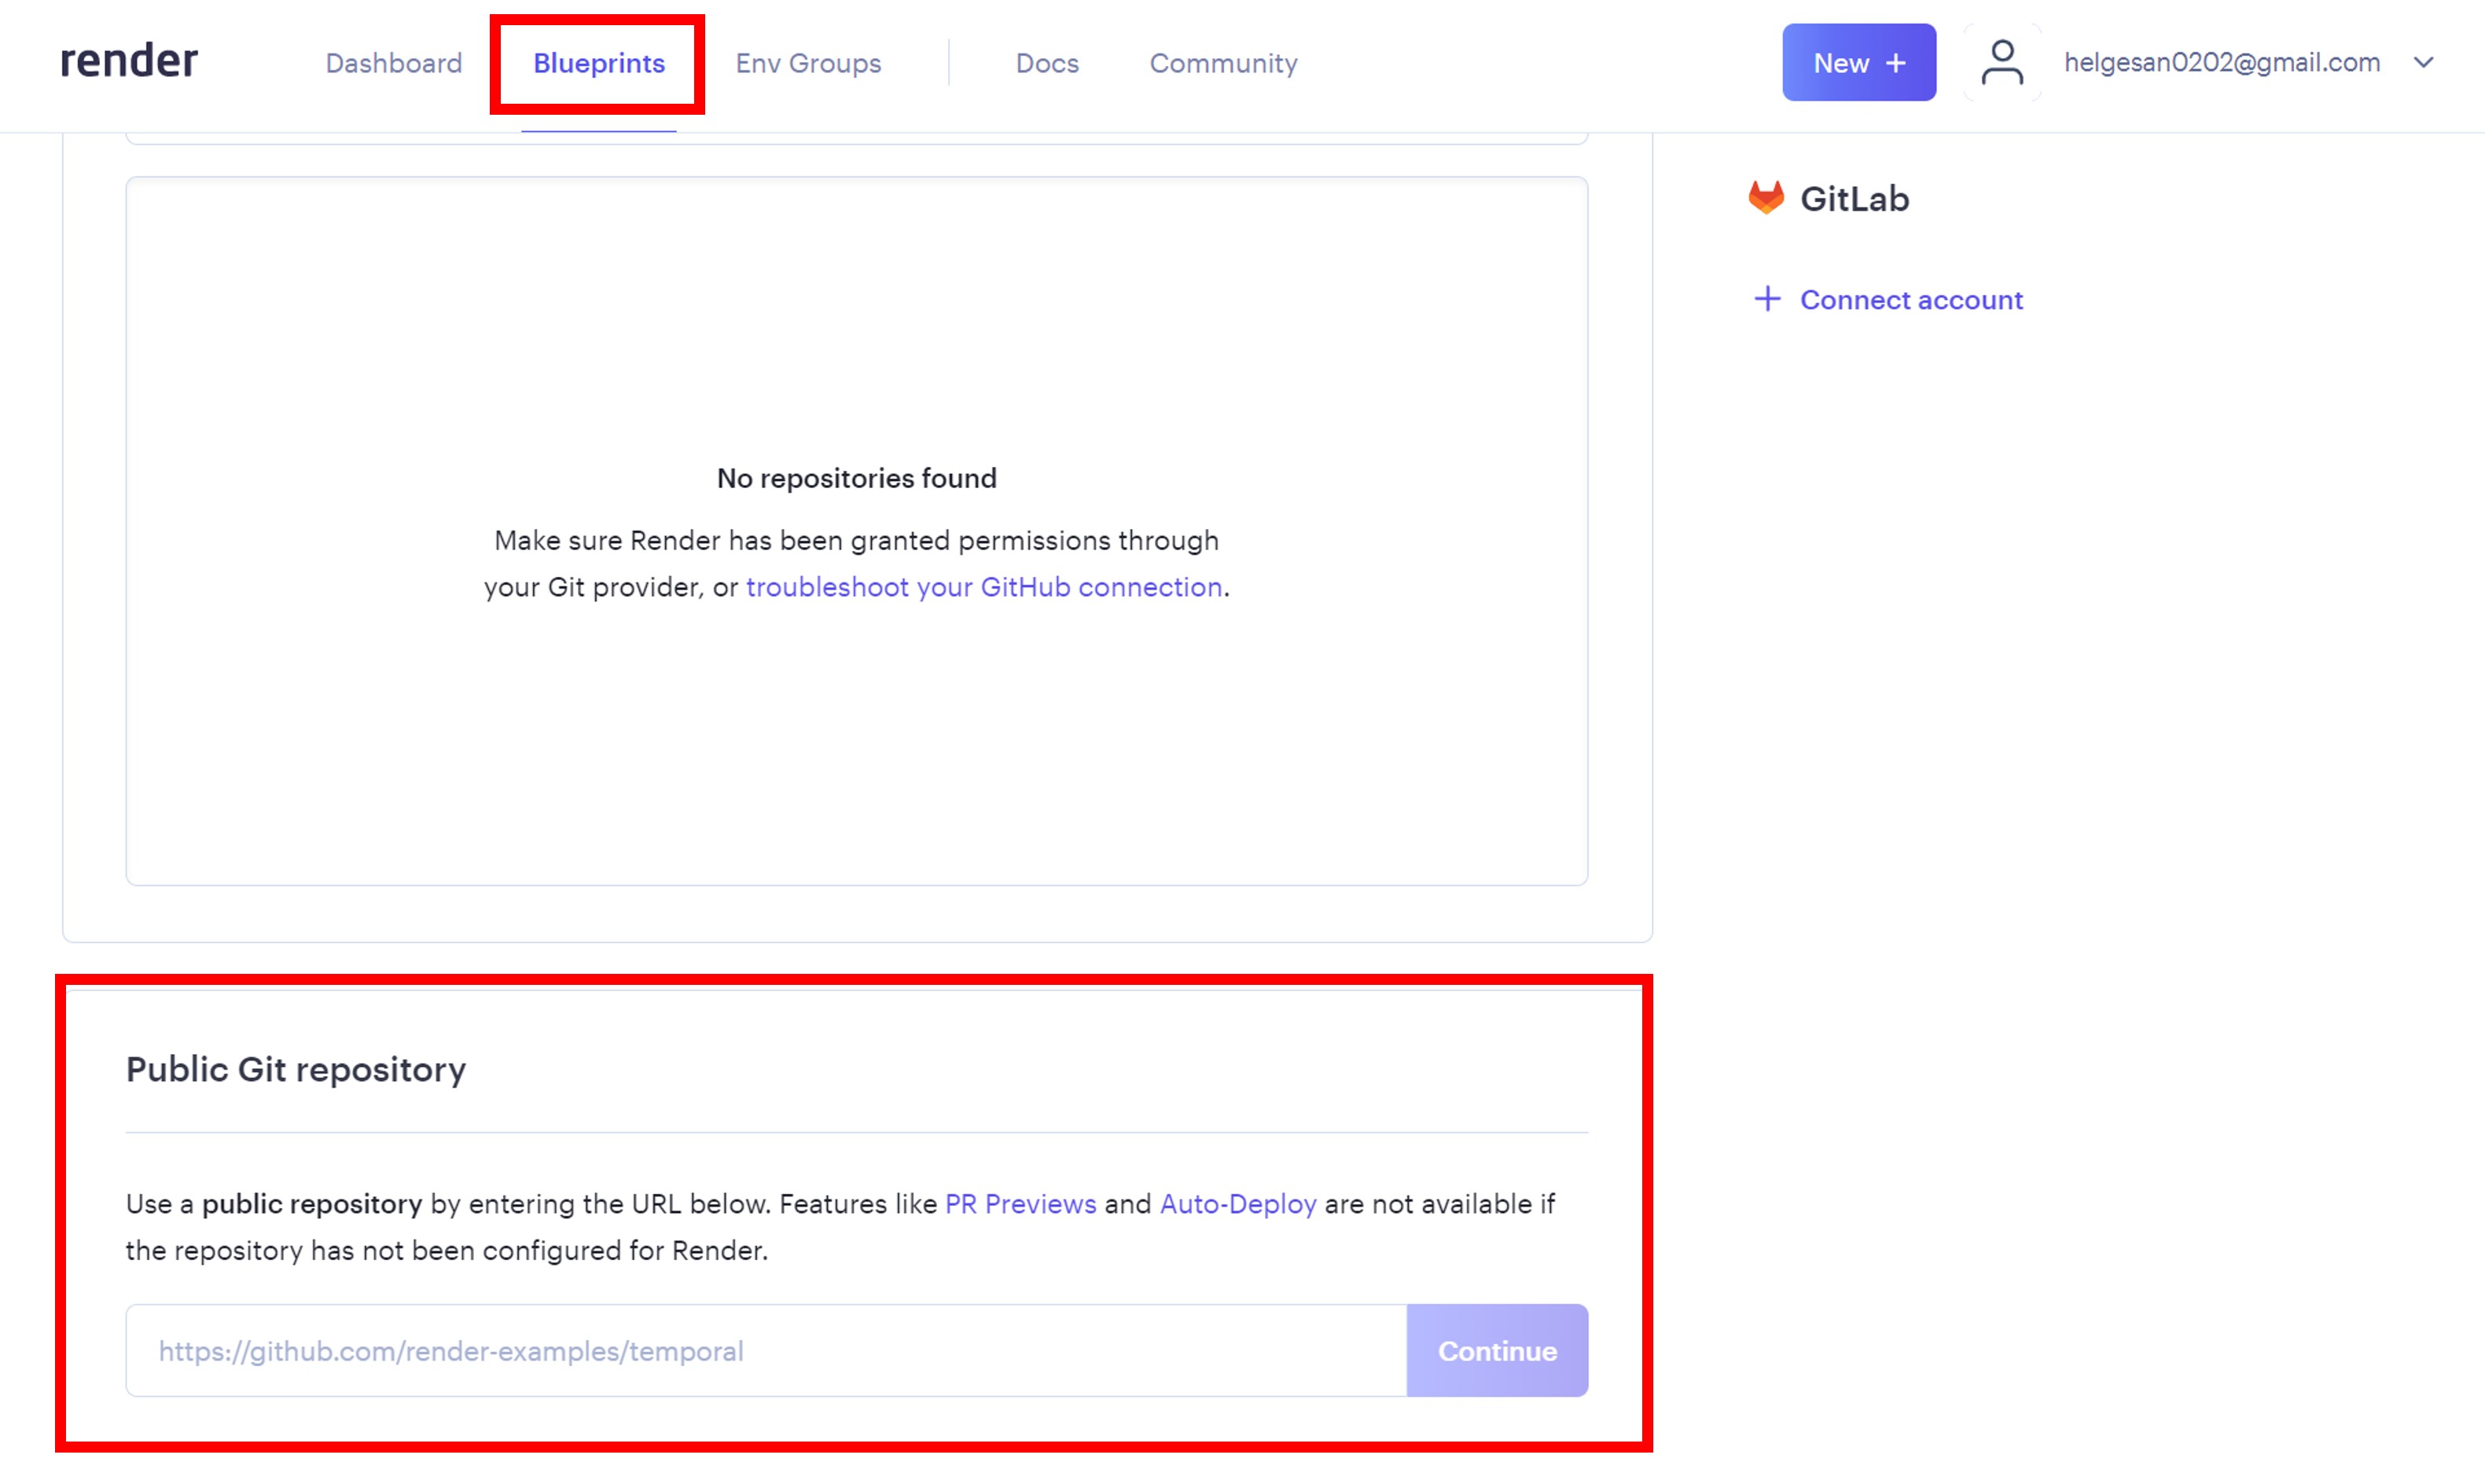 render Dashboard Blueprints Env Groups Docs Community New + helgesan0202@gmail.com
GitLab
Connect account
No repositories found
Make sure Render has been granted permissions through
your Git provider, or troubleshoot your GitHub connection.
Public Git repository
Use a public repository by entering the URL below. Features like PR Previews and Auto-Deploy are not available if
the repository has not been configured for Render.
https://github.com/render-examples/temporal Continue